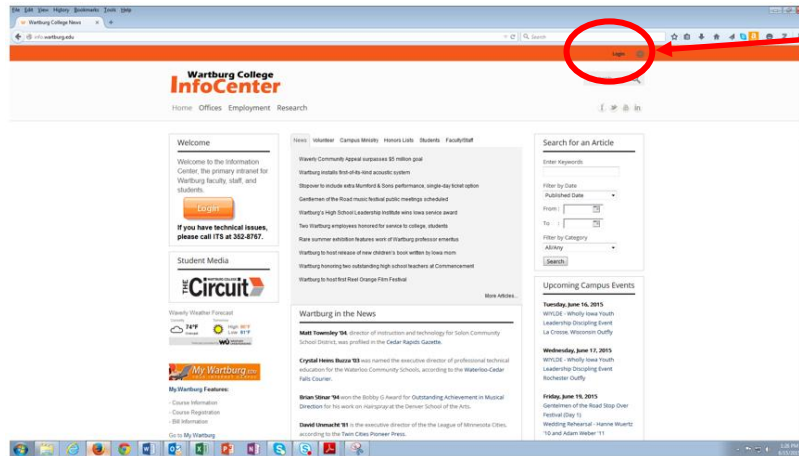 File Edit View History Bookmarks Tools Help
Wartburg College News
info.wartburg.edu
Search
Login
Wartburg College
InfoCenter
Home Offices Employment Research
Welcome
Welcome to the Information
Center, the primary intranet for
Wartburg faculty, staff, and
students.
Login
If you have technical issues,
please call ITS at 352-8767.
Student Media
Circuit
Waverly Weather Forecast
Currently
Tomorrow
74°F
High: 80°F
Low: 61°F
My Wartburg
My.Wartburg Features:
- Course Information
- Course Registration
- Bill Information
Go to My.Wartburg
News Volunteer Campus Ministry Honors Lists Students Faculty/Staff
Waverly Community Appeal surpasses $5 million goal
Wartburg installs first-of-its-kind acoustic system
Stopover to include extra Mumford & Sons performance, single-day ticket option
Gentlemen of the Road music festival public meetings scheduled
Wartburg's High School Leadership Institute wins Iowa service award
Two Wartburg employees honored for service to college, students
Rare summer exhibition features work of Wartburg professor emeritus
Wartburg to host release of new children's book written by Iowa mom
Wartburg honoring two outstanding high school teachers at Commencement
Wartburg to host first Reel Orange Film Festival
More Articles...
Wartburg in the News
Matt Townsley '04, director of instruction and technology for Solon Community
School District, was profiled in the Cedar Rapids Gazette.
Crystal Heins Buzza '03 was named the executive director of professional technical
education for the Waterloo Community Schools, according to the Waterloo-Cedar
Falls Courier.
Brian Stinar '94 won the Bobby G Award for Outstanding Achievement in Musical
Direction for his work on Hairspray at the Denver School of the Arts.
David Unmacht '81 is the executive director of the the League of Minnesota Cities,
according to the Twin Cities Pioneer Press.
Search for an Article
Enter Keywords
Filter by Date
Published Date
From :
To :
Filter by Category
All/Any
Search
Upcoming Campus Events
Tuesday, June 16, 2015
WIYLDE - Wholly Iowa Youth
Leadership Discipling Event
La Crosse, Wisconsin Outfly
Wednesday, June 17, 2015
WIYLDE - Wholly Iowa Youth
Leadership Discipling Event
Rochester Outfly
Friday, June 19, 2015
Gentelmen of the Road Stop Over
Festival (Day 1)
Wedding Rehearsal - Hanne Wuertz
'10 and Adam Weber '11